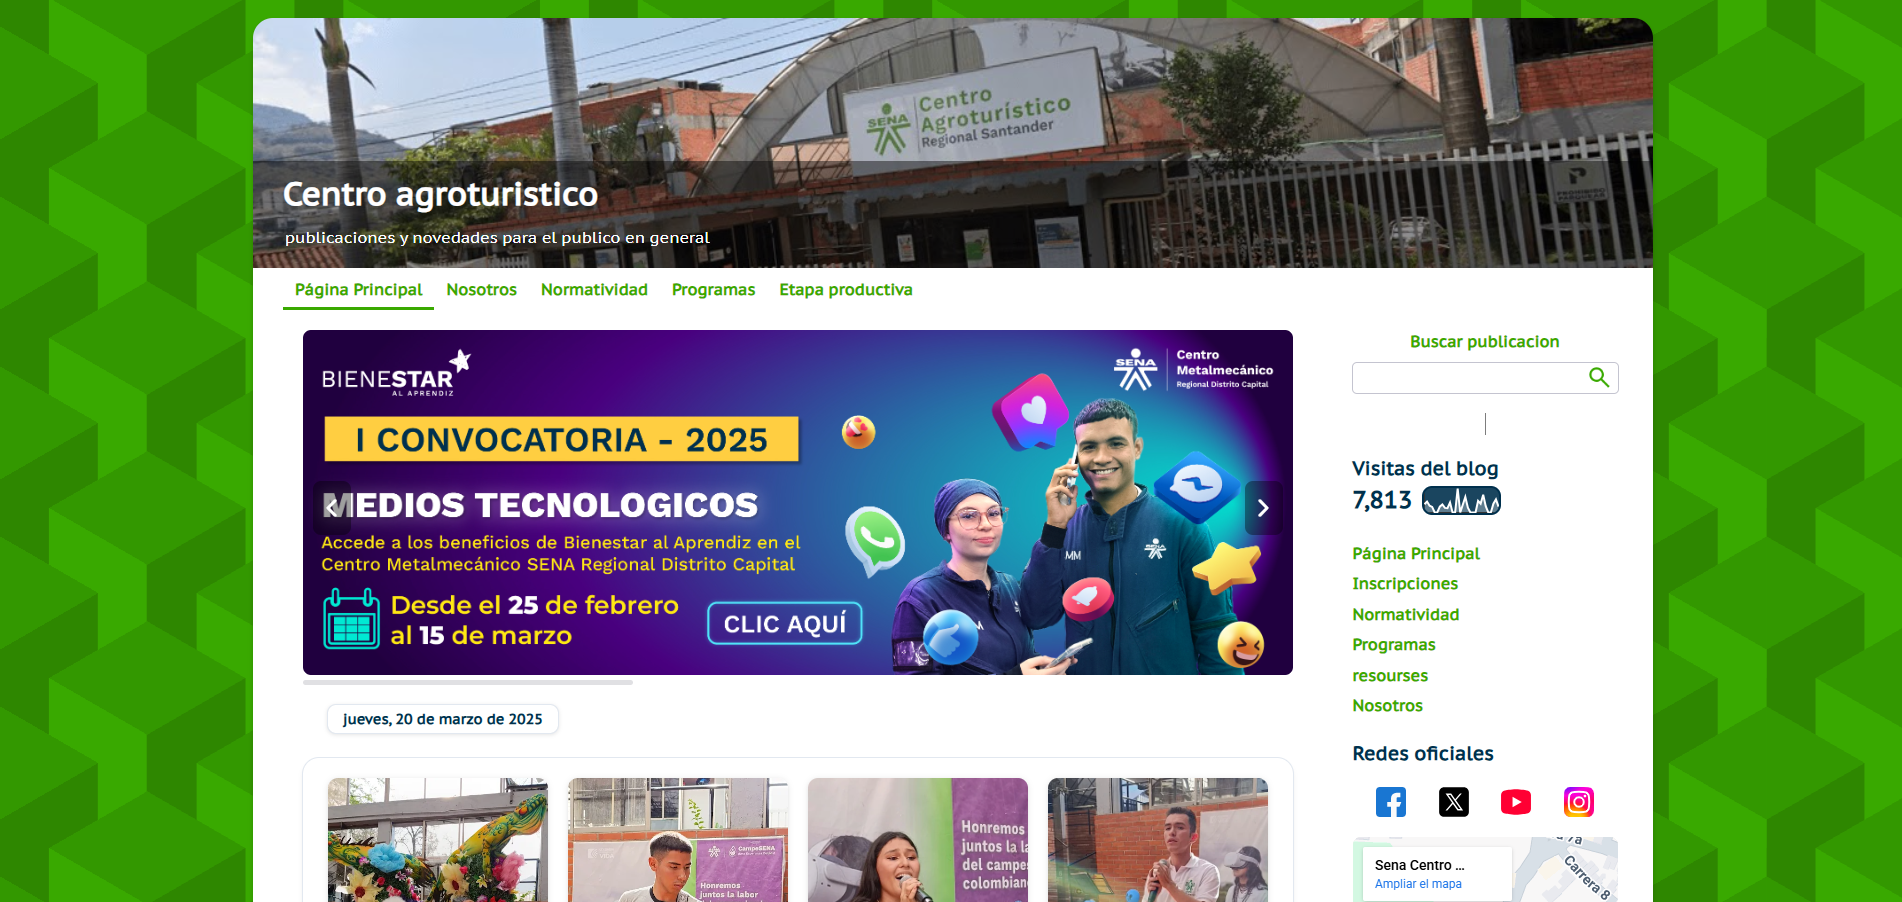 SENA
Centro
Agroturístico
Regional Santander
PROHIBIDO
PARQUEAR
Centro agroturistico
publicaciones y novedades para el publico en general
Página Principal
Nosotros
Normatividad
Programas
Etapa productiva
BIENESTAR
AL APRENDIZ
SENA
Centro
Metalmecánico
Regional Distrito Capital
I CONVOCATORIA - 2025
MEDIOS TECNOLOGICOS
Accede a los beneficios de Bienestar al Aprendiz en el
Centro Metalmecánico SENA Regional Distrito Capital
Desde el 25 de febrero
al 15 de marzo
CLIC AQUÍ
MM
Buscar publicacion
Visitas del blog
7,813
Página Principal
Inscripciones
Normatividad
Programas
resourses
Nosotros
Redes oficiales
Sena Centro ...
Ampliar el mapa
Carrera 8
jueves, 20 de marzo de 2025
CampeSENA
Honremos
juntos la labor
Honremos
juntos la la
del campes
colombian